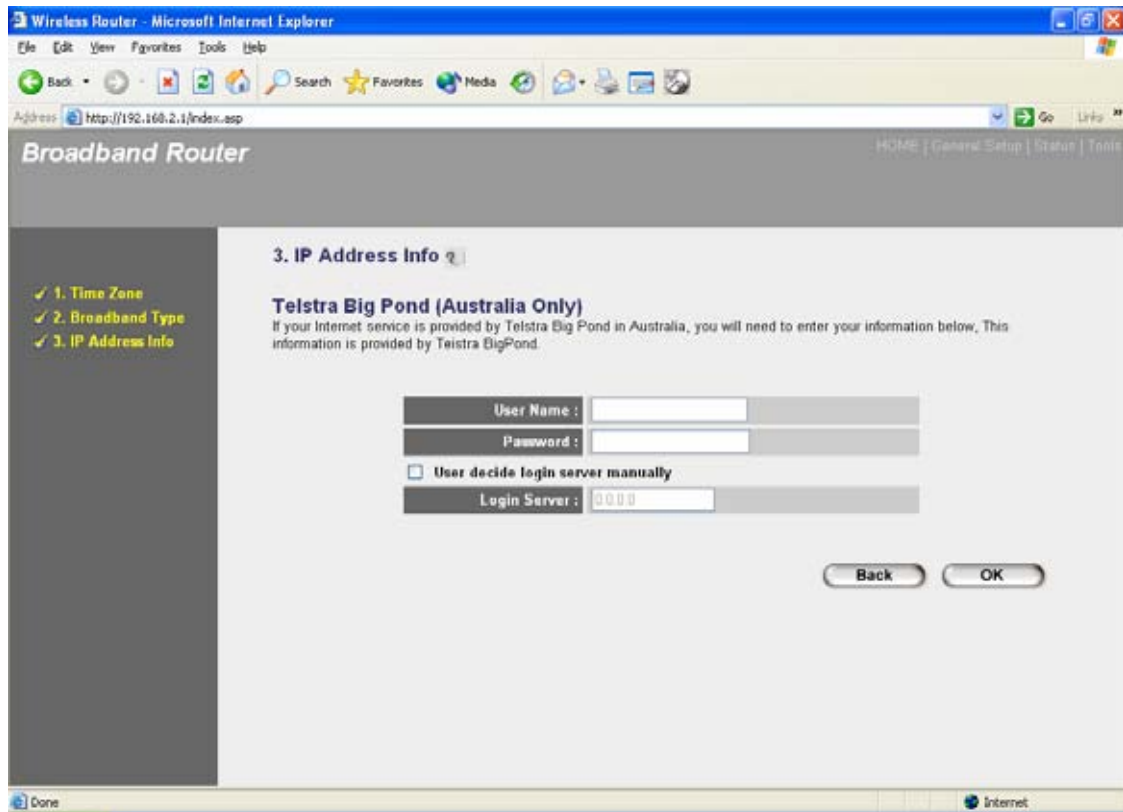 Wireless Router - Microsoft Internet Explorer
File Edit View Favorites Tools Help
Back Search Favorites Media
Address http://192.168.2.1/index.asp Go Links »
Broadband Router
HOME | General Setup | Status | Tools
3. IP Address Info ?
✓ 1. Time Zone
✓ 2. Broadband Type
✓ 3. IP Address Info
Telstra Big Pond (Australia Only)
If your Internet service is provided by Telstra Big Pond in Australia, you will need to enter your information below, This
information is provided by Teistra BigPond.
User Name :
Password :
User decide login server manually
Login Server : 0.0.0.0
Back OK
Done Internet